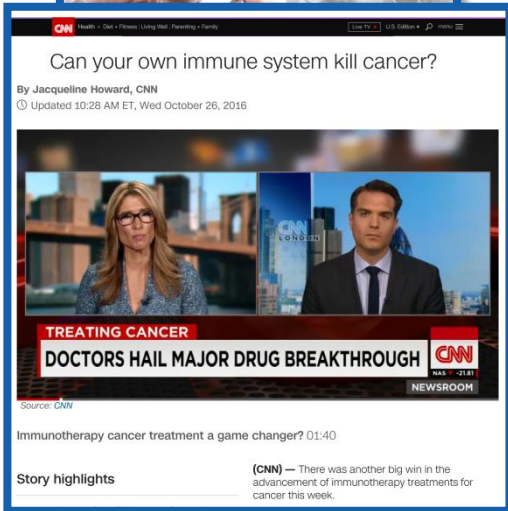 CNN Health + Diet + Fitness Living Well Parenting + Family Live TV U.S. Edition + menu
Can your own immune system kill cancer?
By Jacqueline Howard, CNN
Updated 10:28 AM ET, Wed October 26, 2016
CNN
LONDON
TREATING CANCER
DOCTORS HAIL MAJOR DRUG BREAKTHROUGH
CNN
NAS -21.81
NEWSROOM
Source: CNN
Immunotherapy cancer treatment a game changer? 01:40
Story highlights
(CNN) — There was another big win in the
advancement of immunotherapy treatments for
cancer this week.